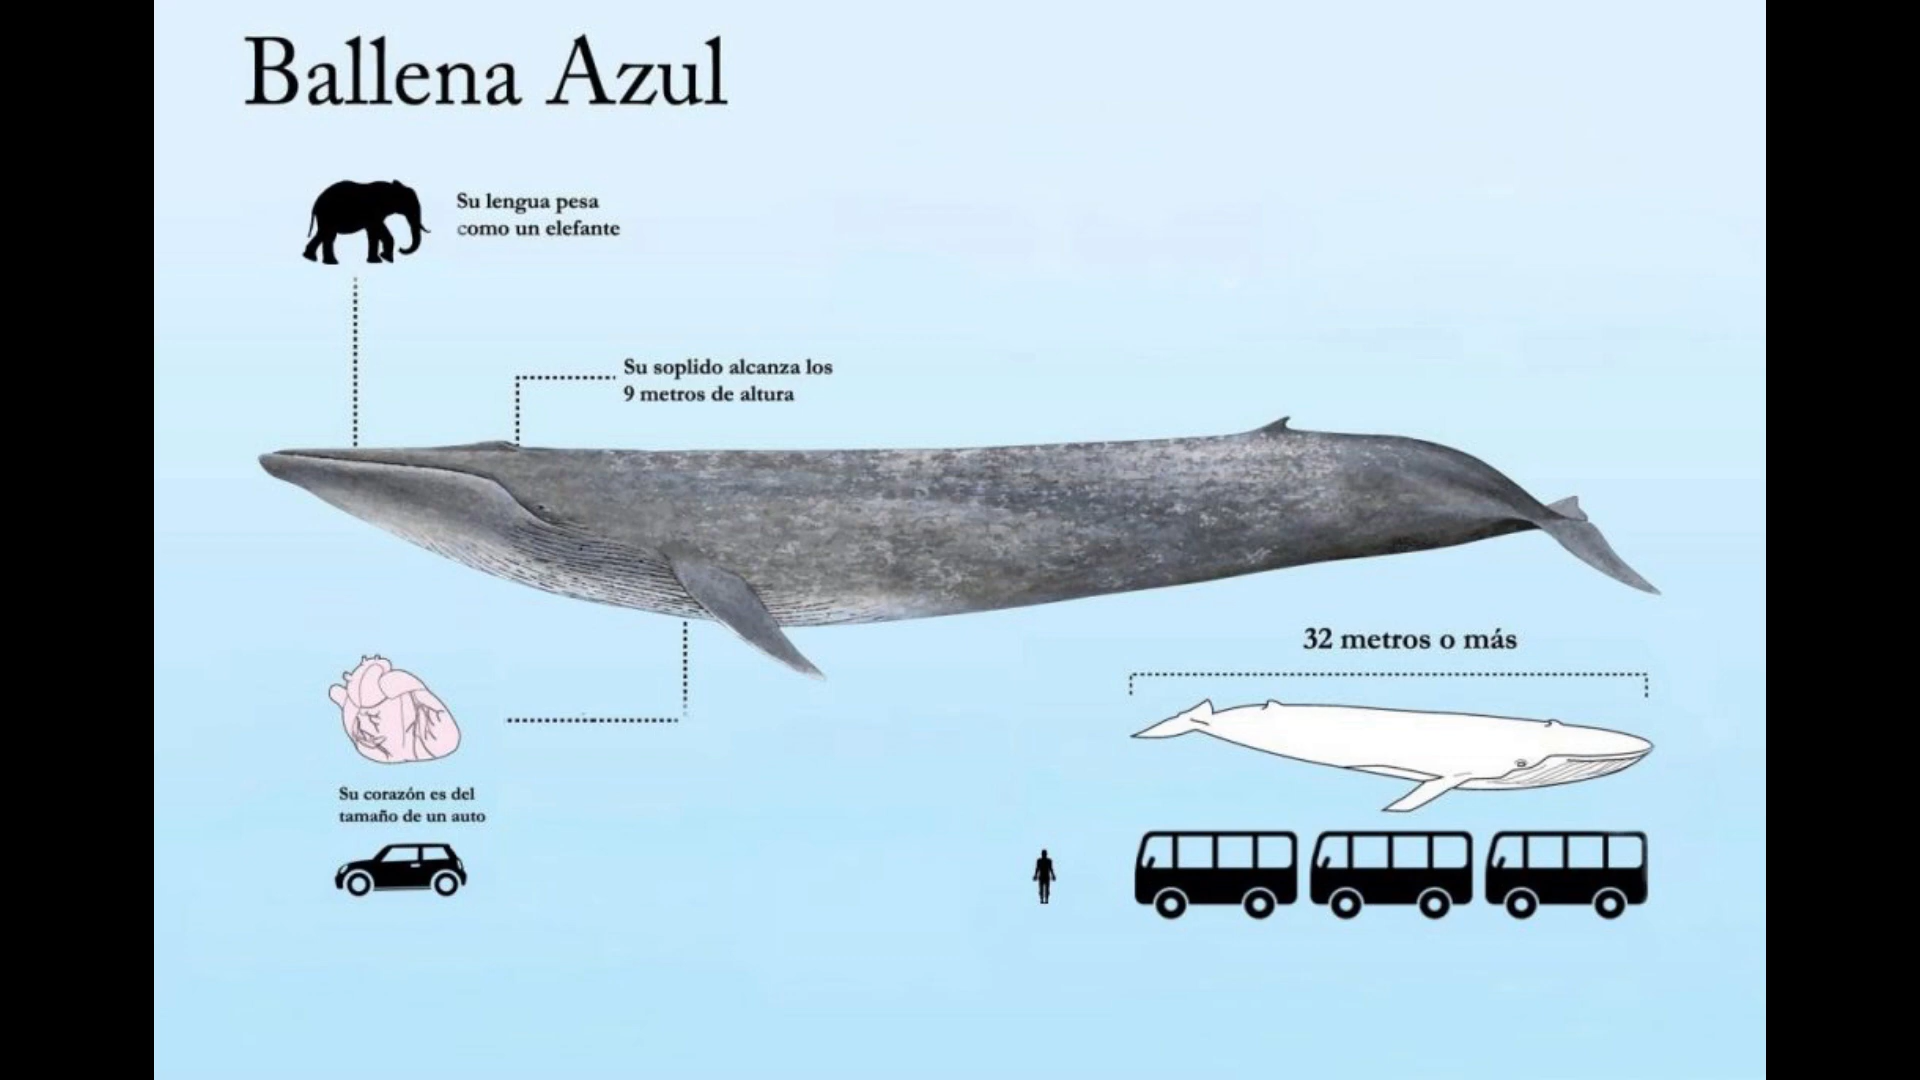 Ballena Azul
Su lengua pesa
como un elefante
Su soplido alcanza los
9 metros de altura
32 metros o más
Su corazón es del
tamaño de un auto